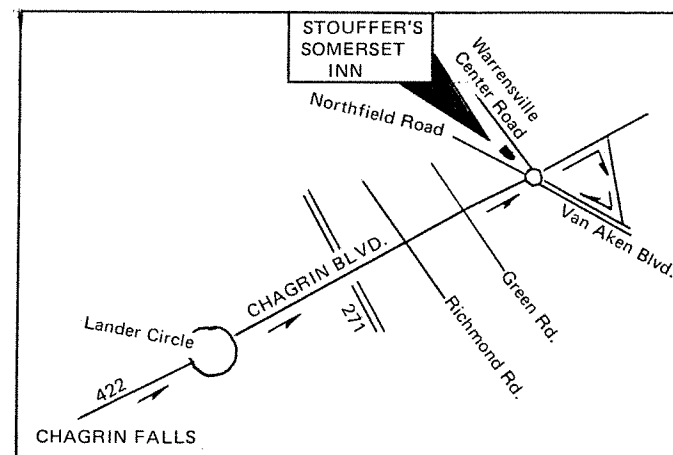 STOUFFER'S
SOMERSET
INN
Warrensville
Center Road
Northfield Road
Van Aken Blvd.
CHAGRIN BLVD.
Green Rd.
Lander Circle
271
Richmond Rd.
422
CHAGRIN FALLS